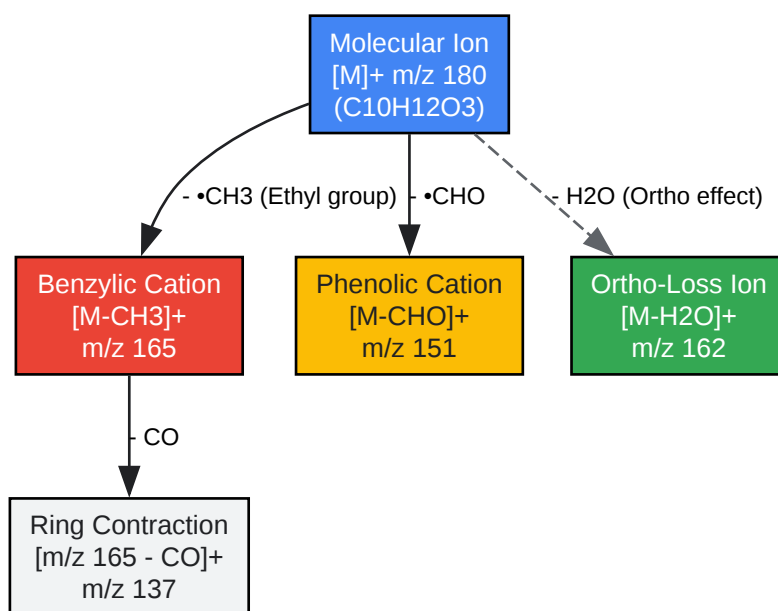 Molecular Ion
[M]+ m/z 180
(C10H12O3)
- •CH3 (Ethyl group)
- •CHO
- H2O (Ortho effect)
Benzylic Cation
[M-CH3]+
m/z 165
Phenolic Cation
[M-CHO]+
m/z 151
Ortho-Loss Ion
[M-H2O]+
m/z 162
- CO
Ring Contraction
[m/z 165 - CO]+
m/z 137